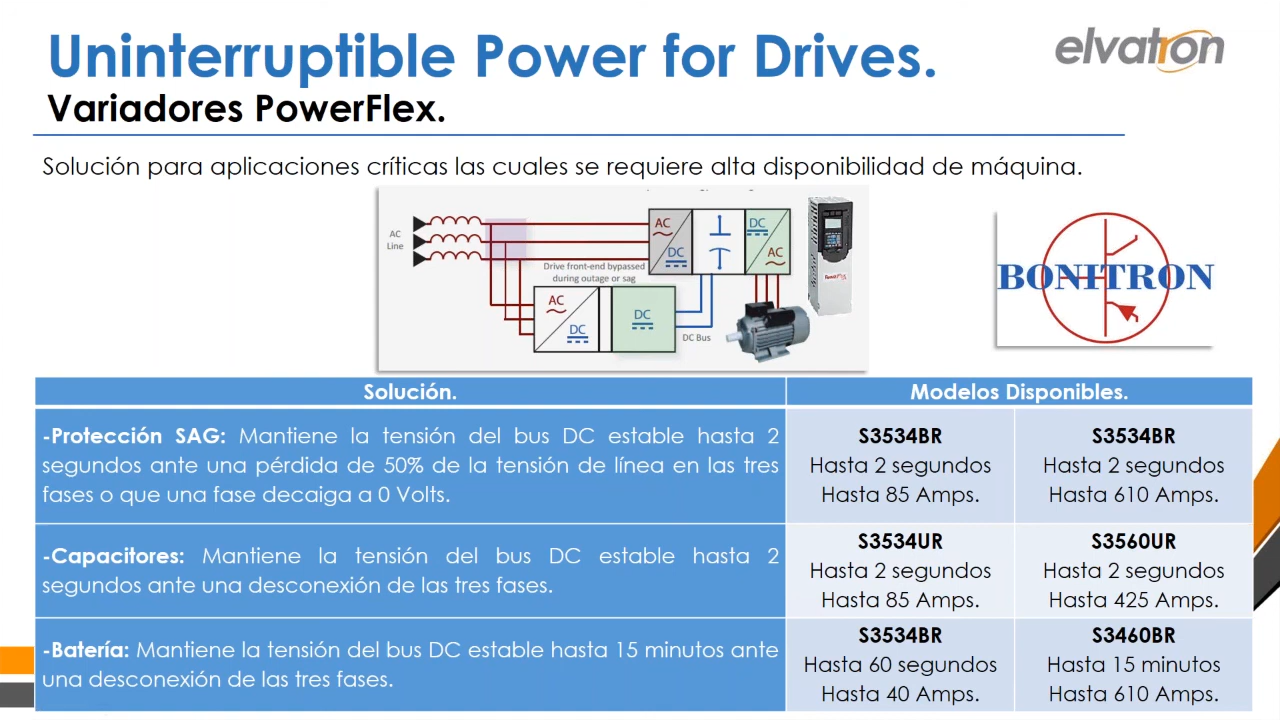 Uninterruptible Power for Drives.
elvatron
Variadores PowerFlex.
Solución para aplicaciones críticas las cuales se requiere alta disponibilidad de máquina.
AC
Line
AC
DC
DC
AC
Drive front-end bypassed
during outage or sag
AC
DC
DC
DC Bus
BONITRON
Solución.
Modelos Disponibles.
-Protección SAG: Mantiene la tensión del bus DC estable hasta 2
segundos ante una pérdida de 50% de la tensión de línea en las tres
fases o que una fase decaiga a 0 Volts.
S3534BR
Hasta 2 segundos
Hasta 85 Amps.
S3534BR
Hasta 2 segundos
Hasta 610 Amps.
-Capacitores: Mantiene la tensión del bus DC estable hasta 2
segundos ante una desconexión de las tres fases.
S3534UR
Hasta 2 segundos
Hasta 85 Amps.
S3560UR
Hasta 2 segundos
Hasta 425 Amps.
-Batería: Mantiene la tensión del bus DC estable hasta 15 minutos ante
una desconexión de las tres fases.
S3534BR
Hasta 60 segundos
Hasta 40 Amps.
S3460BR
Hasta 15 minutos
Hasta 610 Amps.